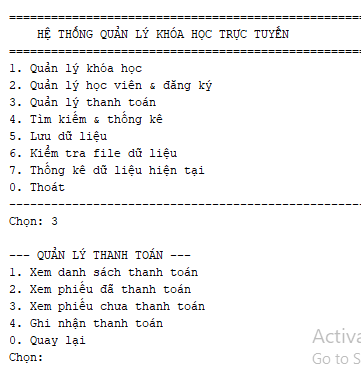 ==================================================
HỆ THỐNG QUẢN LÝ KHÓA HỌC TRỰC TUYẾN
==================================================
1. Quản lý khóa học
2. Quản lý học viên & đăng ký
3. Quản lý thanh toán
4. Tìm kiếm & thống kê
5. Lưu dữ liệu
6. Kiểm tra file dữ liệu
7. Thống kê dữ liệu hiện tại
0. Thoát
--------------------------------------------------
Chọn: 3
--- QUẢN LÝ THANH TOÁN ---
1. Xem danh sách thanh toán
2. Xem phiếu đã thanh toán
3. Xem phiếu chưa thanh toán
4. Ghi nhận thanh toán
0. Quay lại
Chọn:
Go to S